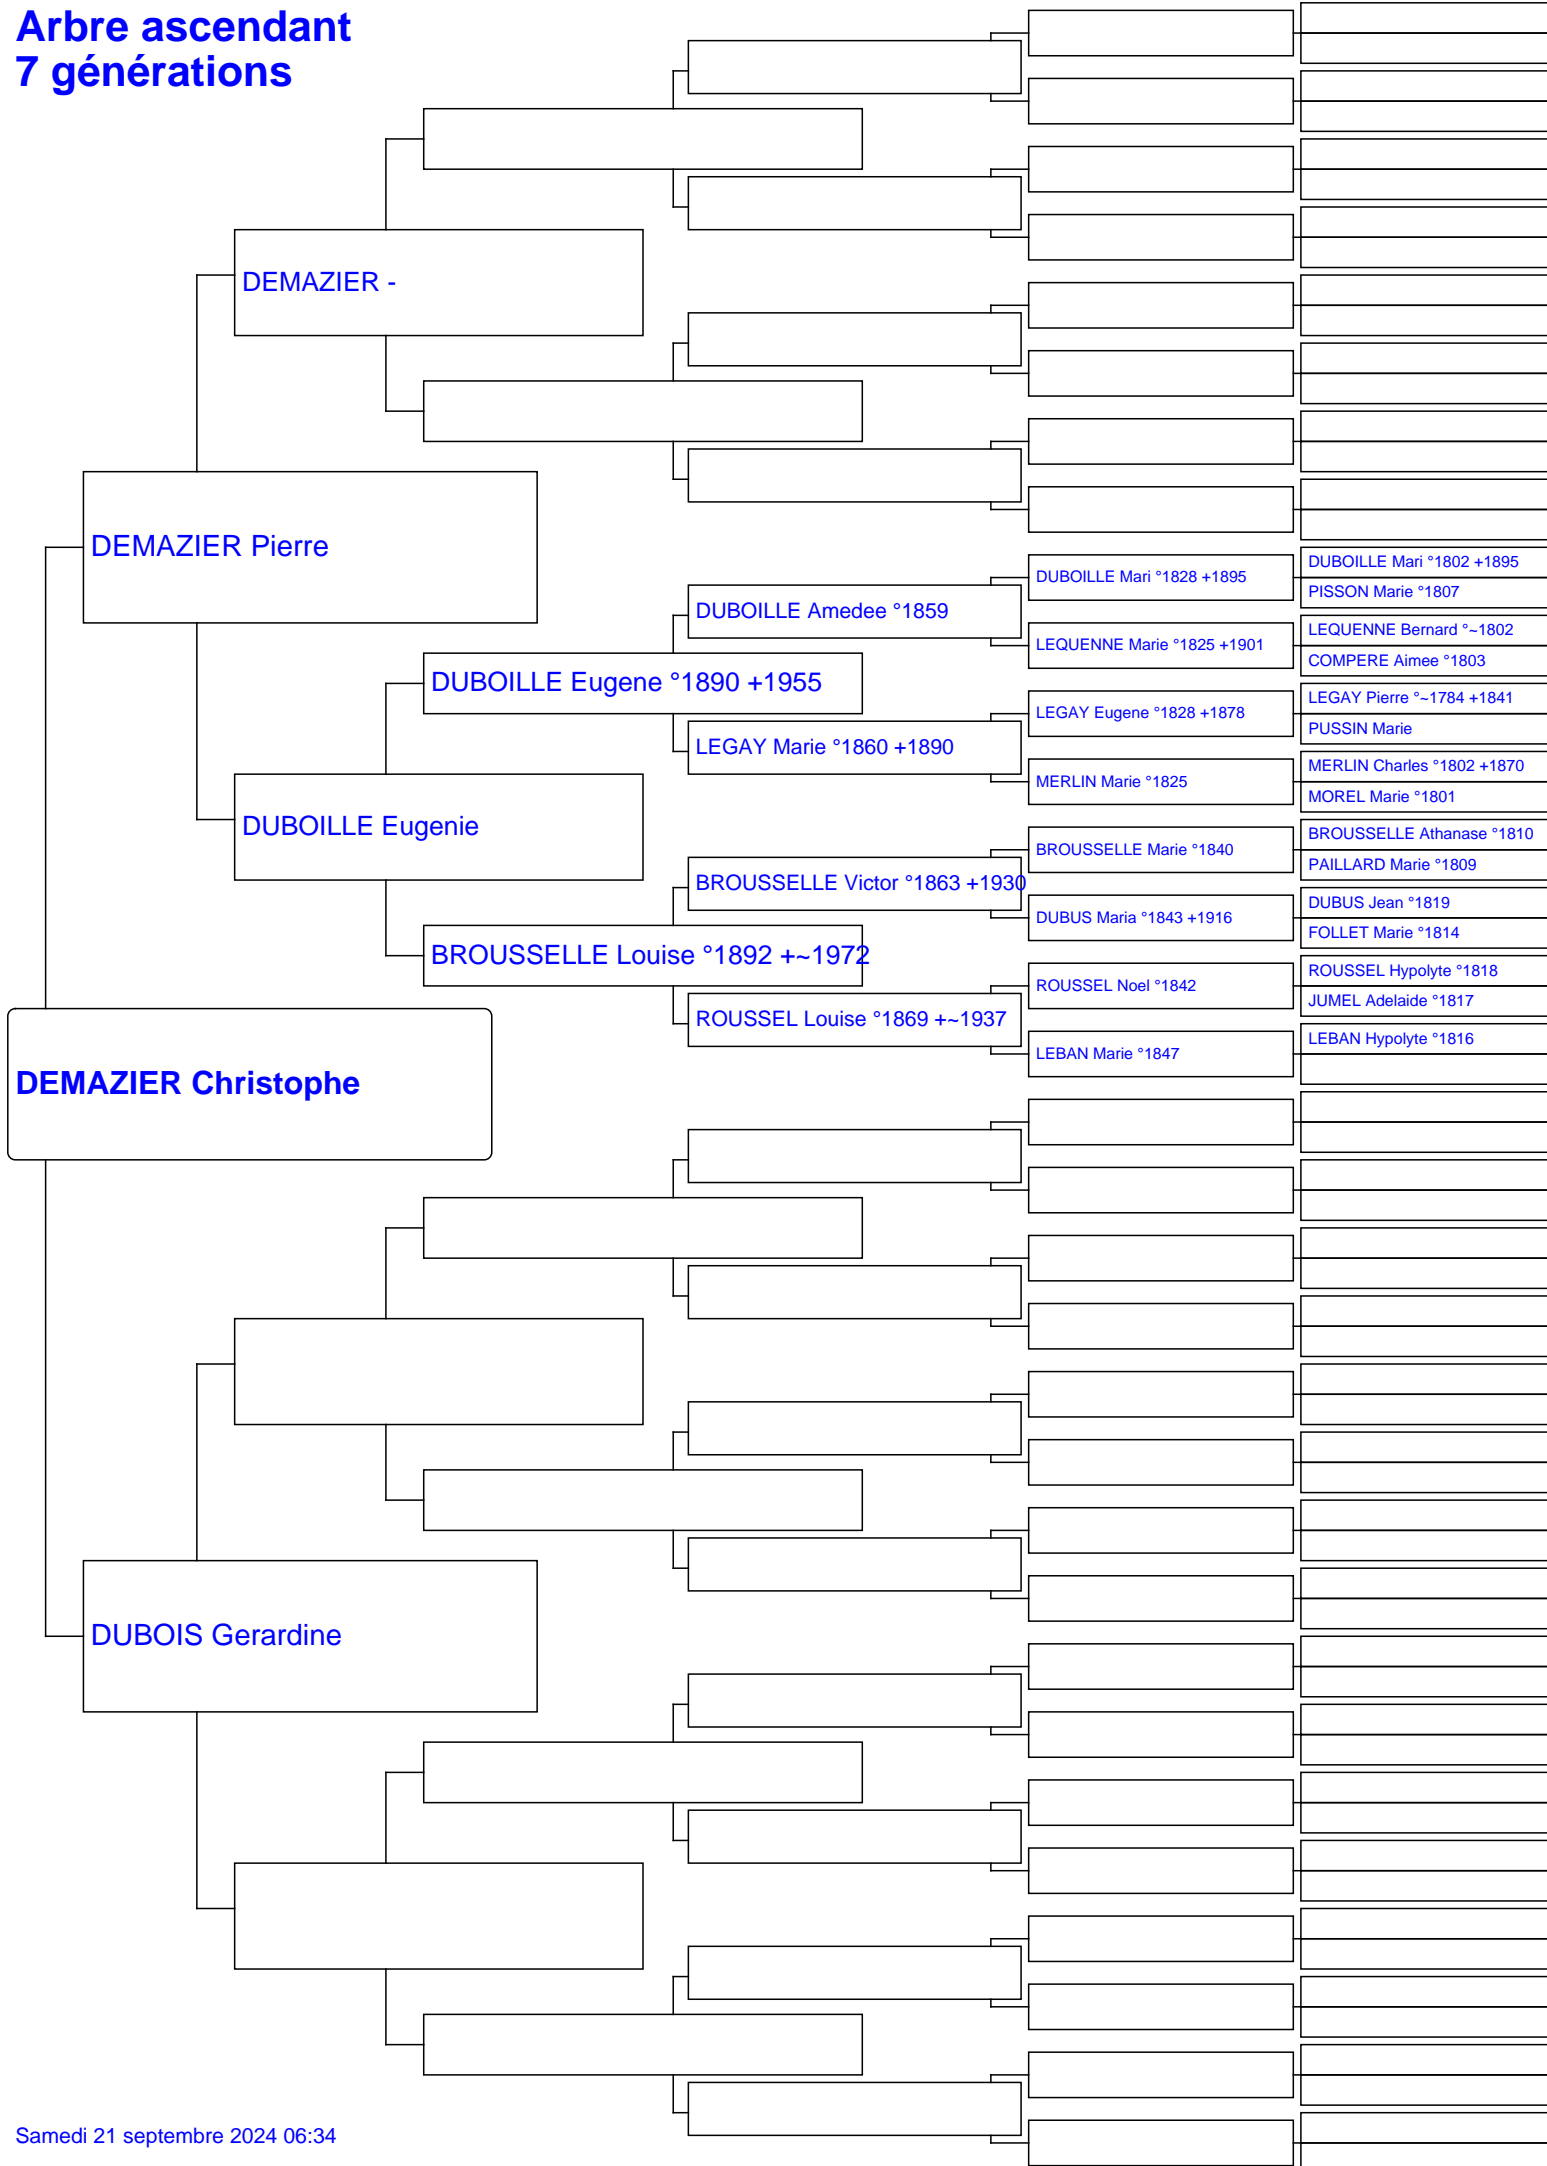 Arbre ascendant
7 générations
DEMAZIER -
DEMAZIER Pierre
DUBOILLE Mari °1802 +1895
DUBOILLE Mari °1828 +1895
PISSON Marie °1807
DUBOILLE Amedee °1859
LEQUENNE Bernard °~1802
LEQUENNE Marie °1825 +1901
COMPERE Aimee °1803
DUBOILLE Eugene °1890 +1955
LEGAY Pierre °~1784 +1841
LEGAY Eugene °1828 +1878
PUSSIN Marie
LEGAY Marie °1860 +1890
MERLIN Charles °1802 +1870
MERLIN Marie °1825
MOREL Marie °1801
DUBOILLE Eugenie
BROUSSELLE Athanase °1810
BROUSSELLE Marie °1840
PAILLARD Marie °1809
BROUSSELLE Victor °1863 +1930
DUBUS Jean °1819
DUBUS Maria °1843 +1916
FOLLET Marie °1814
BROUSSELLE Louise °1892 +~1972
ROUSSEL Hypolyte °1818
ROUSSEL Noel °1842
JUMEL Adelaide °1817
ROUSSEL Louise °1869 +~1937
LEBAN Hypolyte °1816
LEBAN Marie °1847
DEMAZIER Christophe
DUBOIS Gerardine
Samedi 21 septembre 2024 06:34